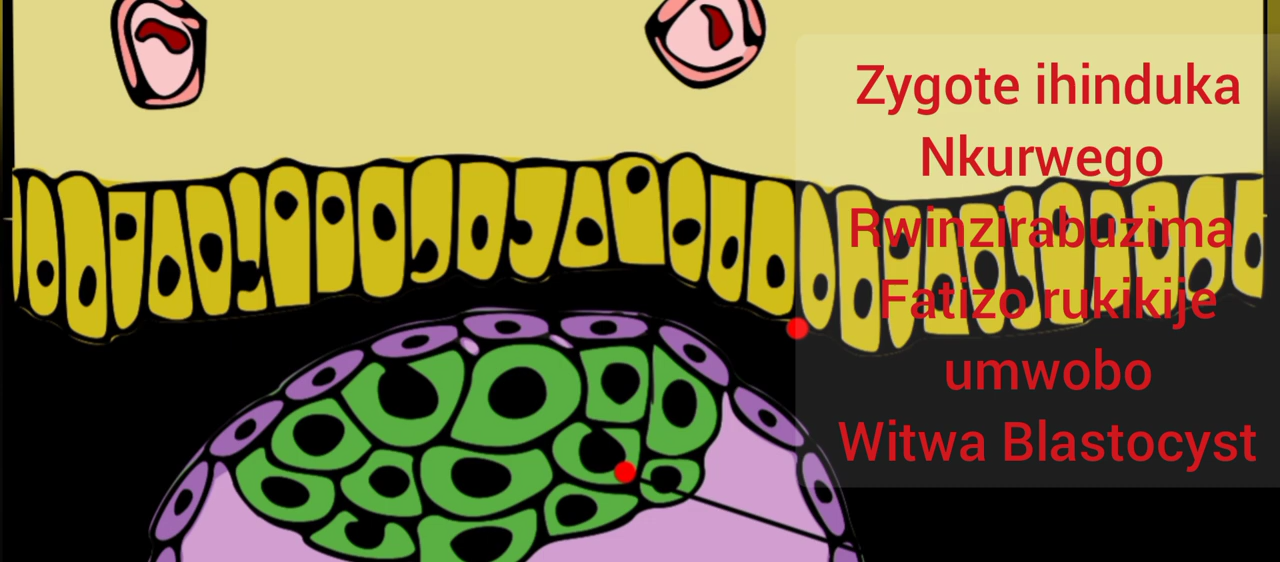 Zygote ihinduka
Nkurwego
Rwinzirabuzima
Fatizo rukikije
umwobo
Witwa Blastocyst